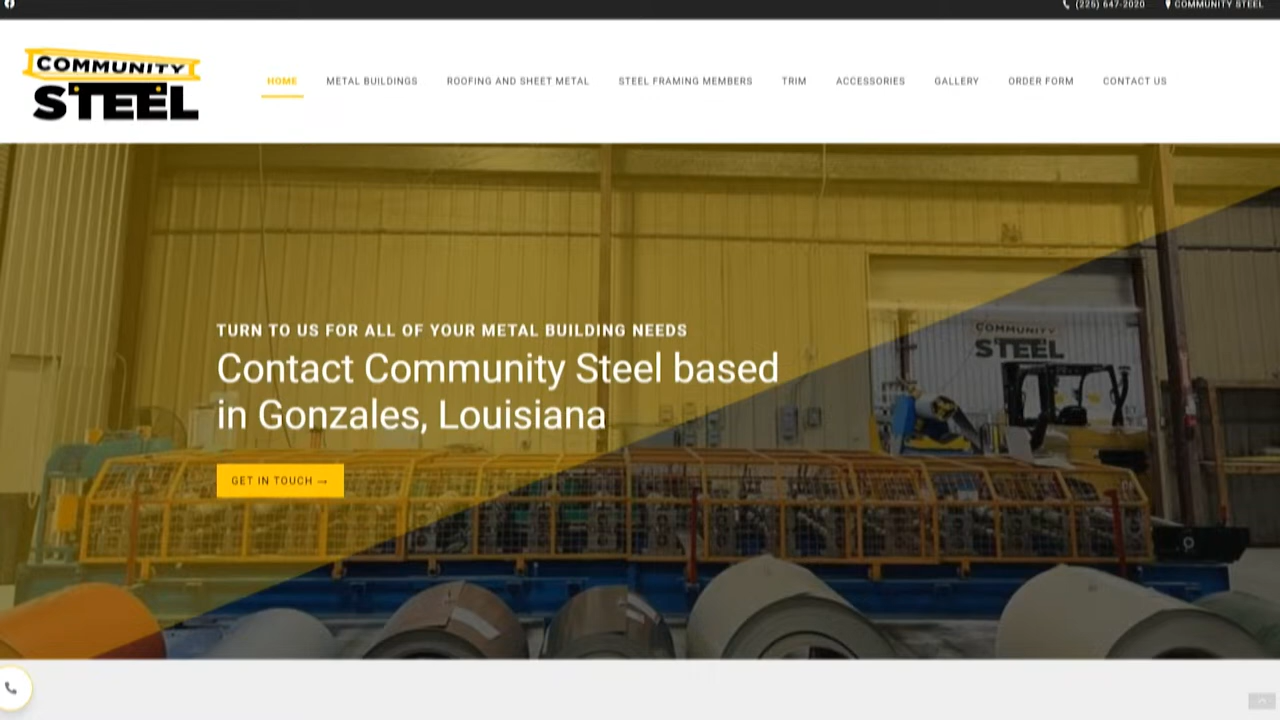 (225) 647-2020 COMMUNITY STEEL
COMMUNITY
STEEL
HOME METAL BUILDINGS ROOFING AND SHEET METAL STEEL FRAMING MEMBERS TRIM ACCESSORIES GALLERY ORDER FORM CONTACT US
COMMUNITY
STEEL
TURN TO US FOR ALL OF YOUR METAL BUILDING NEEDS
Contact Community Steel based
in Gonzales, Louisiana
GET IN TOUCH →